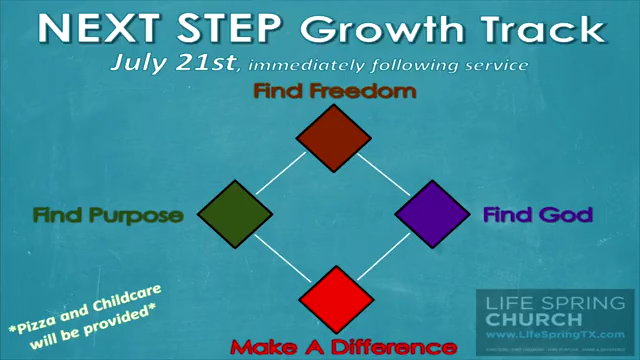 NEXT STEP Growth Track
July 21st, immediately following service
Find Freedom
Find Purpose
Find God
Make A Difference
*Pizza and Childcare
will be provided*
LIFE SPRING
CHURCH
www.LifeSpringTX.com